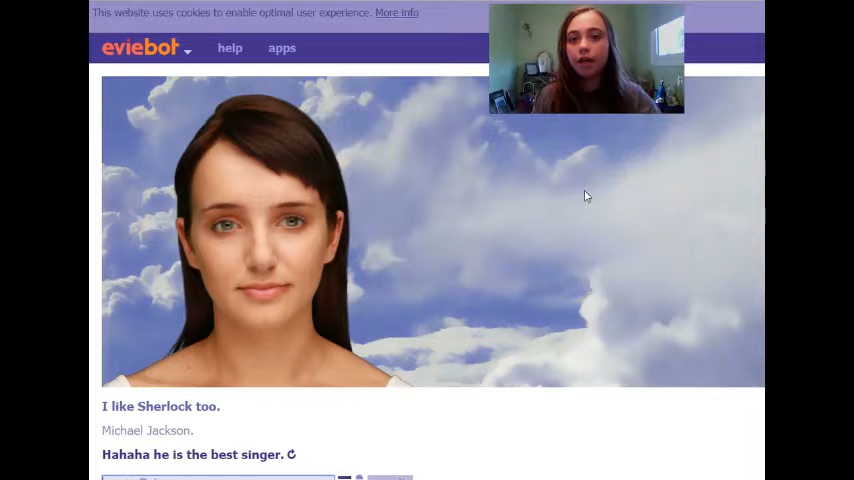 This website uses cookies to enable optimal user experience. More info
eviebot help apps
I like Sherlock too.
Michael Jackson.
Hahaha he is the best singer.